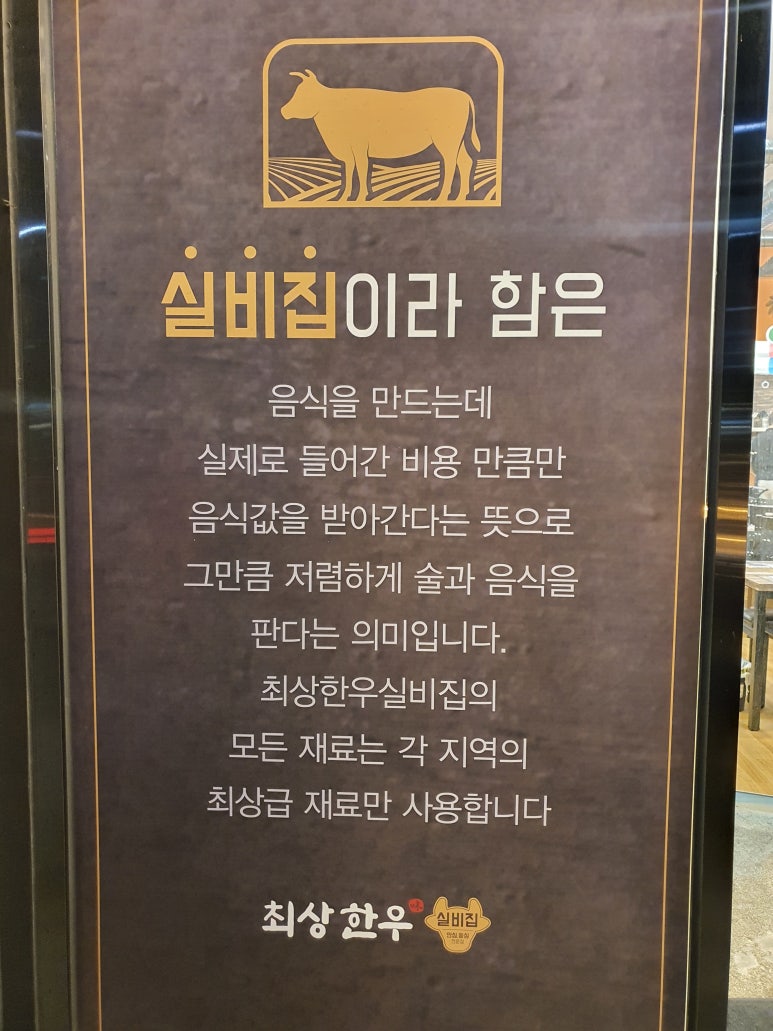 실비집이라 함은
음식을 만드는데
실제로 들어간 비용 만큼만
음식값을 받아간다는 뜻으로
그만큼 저렴하게 술과 음식을
판다는 의미입니다.
최상한우실비집의
모든 재료는 각 지역의
최상급 재료만 사용합니다
최상한우
실비집